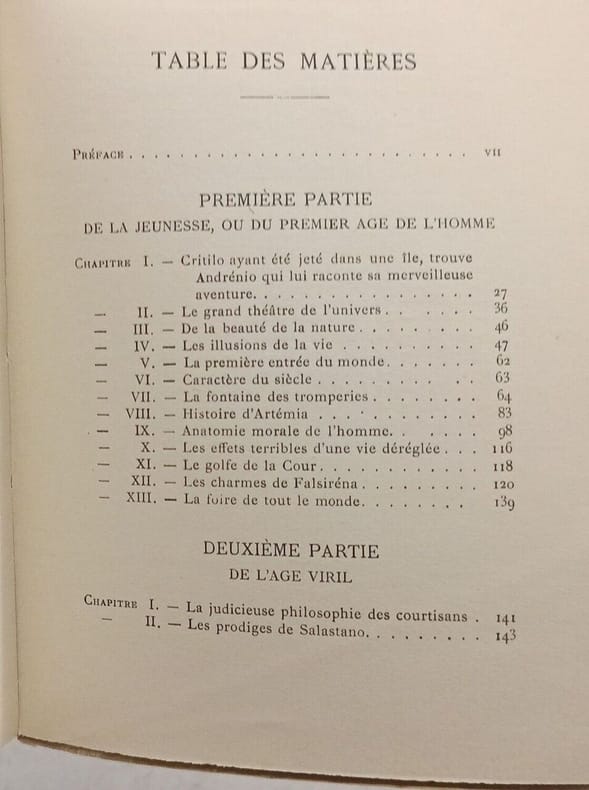 TABLE DES MATIÈRES
PRÉFACE . . . . . . . . . . . . . . . . . . . . . . . . . . VII
PREMIÈRE PARTIE
DE LA JEUNESSE, OU DU PREMIER AGE DE L'HOMME
CHAPITRE I. — Critilo ayant été jeté dans une île, trouve
Andrénio qui lui raconte sa merveilleuse
aventure. . . . . . . . . . . . . . . . . 27
— II. — Le grand théâtre de l'univers . . . . . . 36
— III. — De la beauté de la nature . . . . . . . . 46
— IV. — Les illusions de la vie . . . . . . . . . 47
— V. — La première entrée du monde. . . . . . . 62
— VI. — Caractère du siècle . . . . . . . . . . 63
— VII. — La fontaine des tromperies . . . . . . . 64
— VIII. — Histoire d'Artémia . . . . . . . . . . 83
— IX. — Anatomie morale de l'homme. . . . . . 98
— X. — Les effets terribles d'une vie déréglée . . . 116
— XI. — Le golfe de la Cour . . . . . . . . . . 118
— XII. — Les charmes de Falsiréna . . . . . . . . 120
— XIII. — La foire de tout le monde. . . . . . . . 139
DEUXIÈME PARTIE
DE L'AGE VIRIL
CHAPITRE I. — La judicieuse philosophie des courtisans . 141
— II. — Les prodiges de Salastano. . . . . . . . . 143